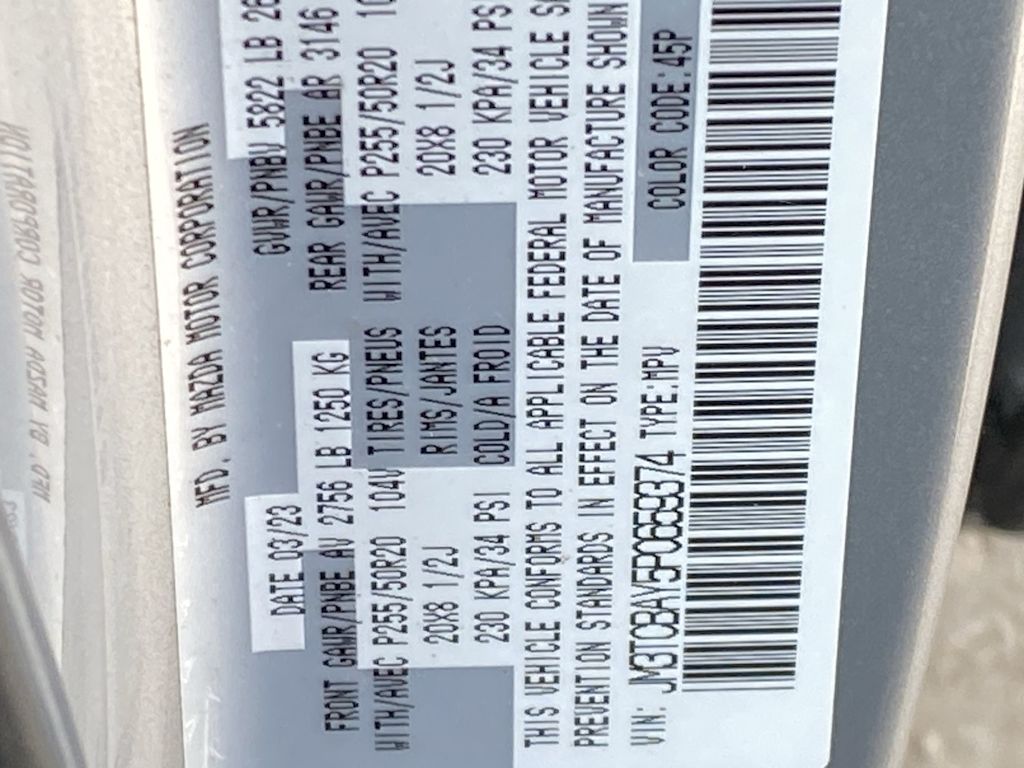 MFD. BY MAZDA MOTOR CORPORATION
DATE 03/23 GVWR/PNBV 5822 LB 26
FRONT GAWR/PNBE AV 2756 LB 1250 KG REAR GAWR/PNBE AR 3146
WITH/AVEC P255/50R20 104V TIRES/PNEUS WITH/AVEC P255/50R20 10
20X8 1/2J RIMS/JANTES 20X8 1/2J
230 KPA/34 PSI COLD/A FROID 230 KPA/34 PS
THIS VEHICLE CONFORMS TO ALL APPLICABLE FEDERAL MOTOR VEHICLE SA
PREVENTION STANDARDS IN EFFECT ON THE DATE OF MANUFACTURE SHOWN
VIN: JM3TCBAY5P0659374 TYPE:MPV COLOR CODE:45P